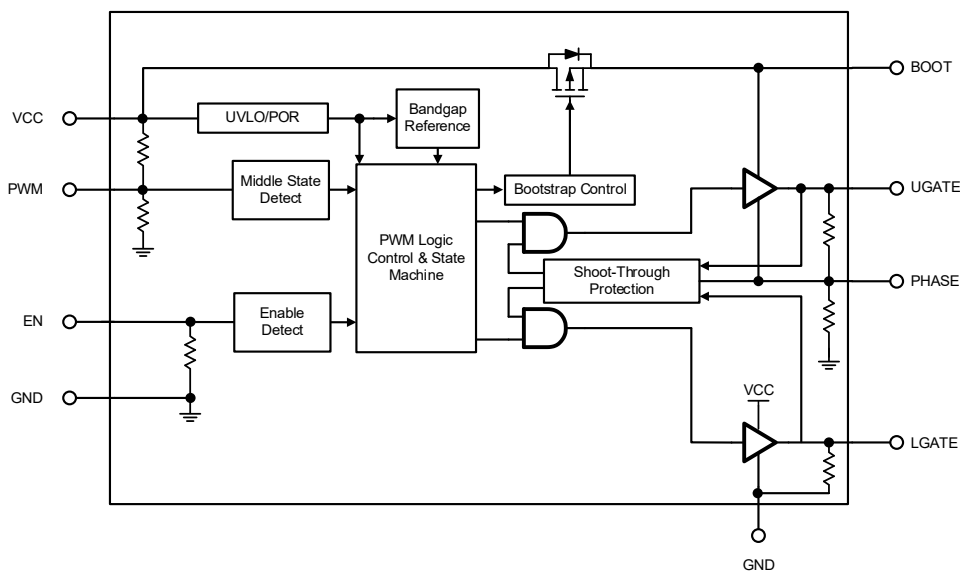 BOOT
VCC
UVLO/POR
Bandgap
Reference
PWM
Middle State
Detect
Bootstrap Control
UGATE
PWM Logic
Control & State
Machine
Shoot-Through
Protection
PHASE
EN
Enable
Detect
GND
VCC
LGATE
GND